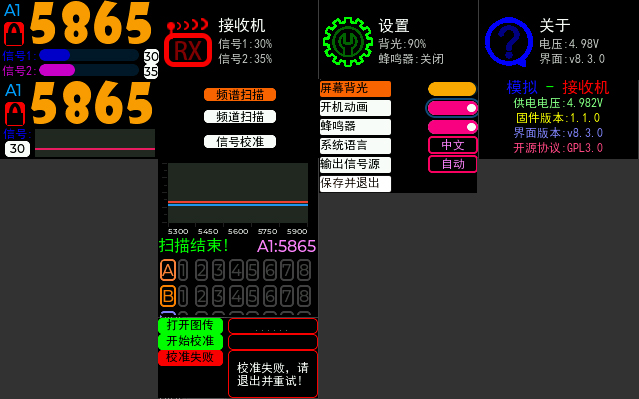 A1
5865
信号1:
30
信号2:
35
接收机
RX
信号1:30%
信号2:35%
设置
背光:90%
蜂鸣器:关闭
关于
电压:4.98V
界面:v8.3.0
A1
5865
信号:
30
频谱扫描
频道扫描
信号校准
屏幕背光
开机动画
蜂鸣器
系统语言
中文
输出信号源
自动
保存并退出
模拟 - 接收机
供电电压:4.982V
固件版本:1.1.0
界面版本:v8.3.0
开源协议:GPL3.0
5300 5450 5600 5750 5900
扫描结束!
A1:5865
A 1 2 3 4 5 6 7 8
B 1 2 3 4 5 6 7 8
打开图传
......
开始校准
校准失败
校准失败, 请
退出并重试!